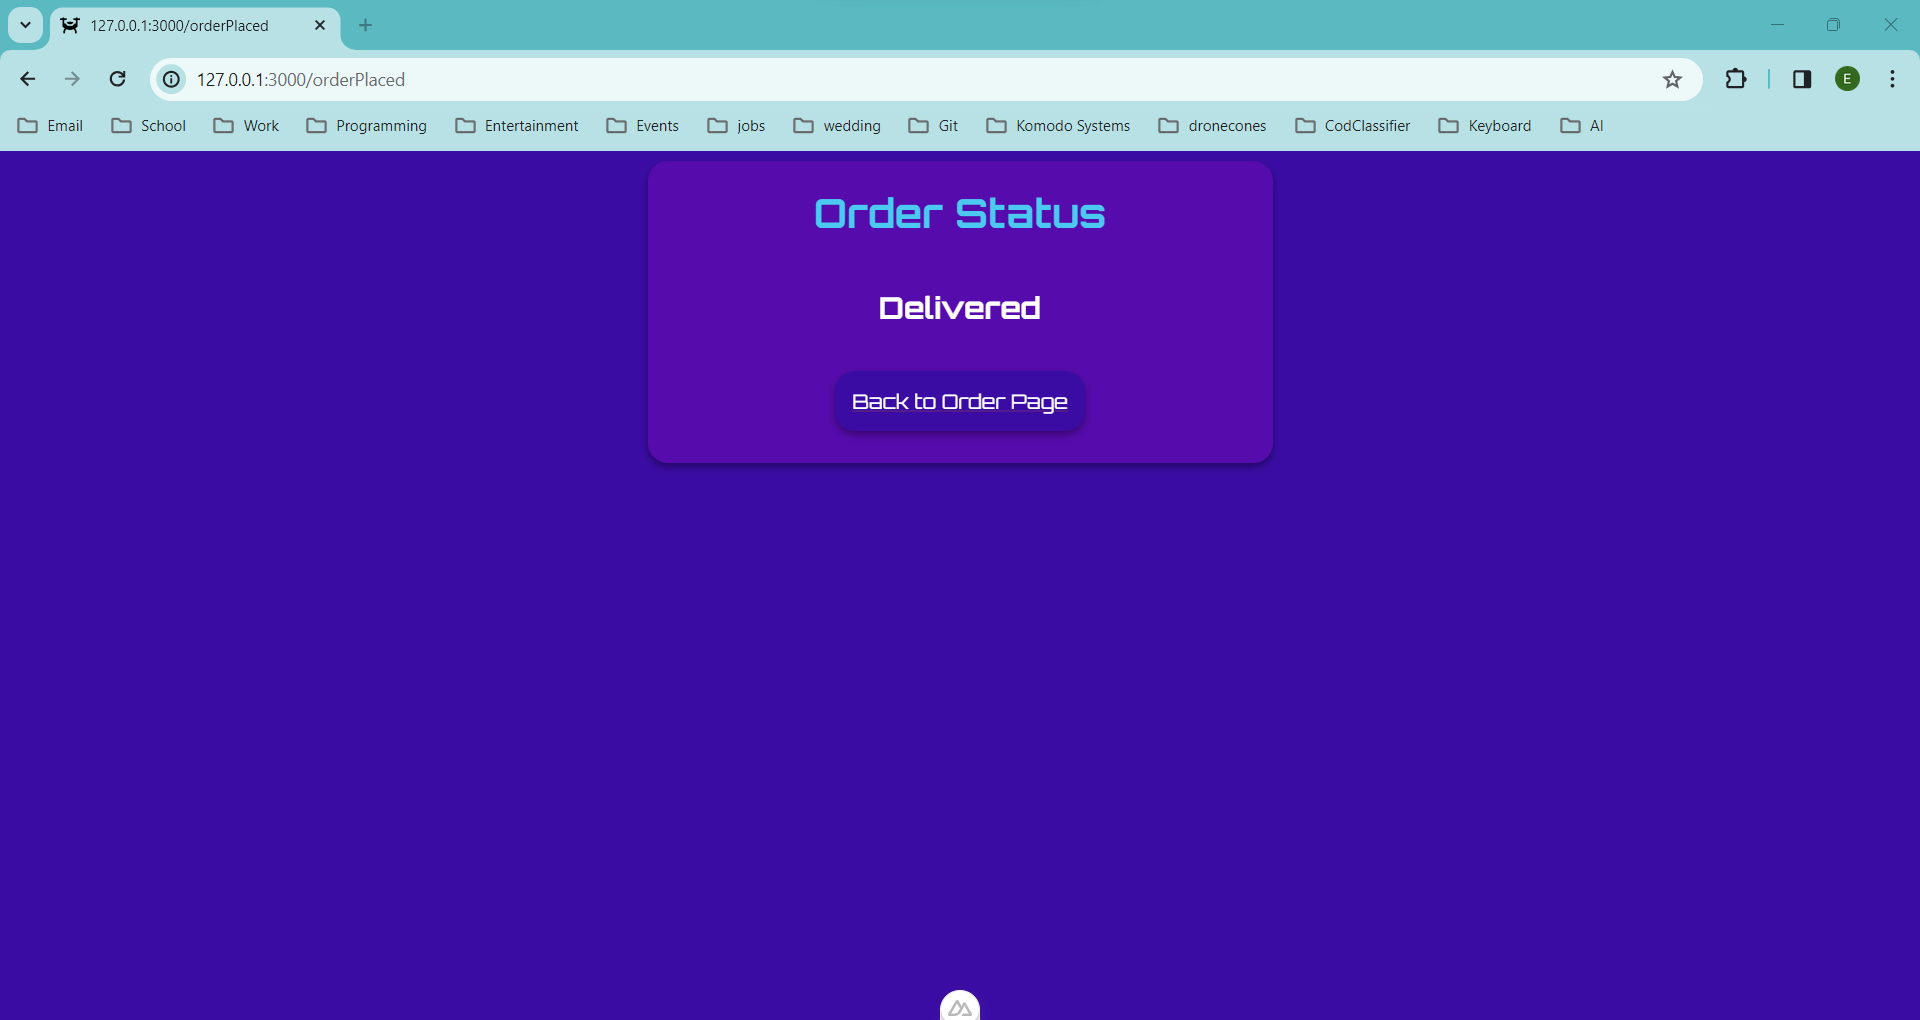 127.0.0.1:3000/orderPlaced
127.0.0.1:3000/orderPlaced
E
Email School Work Programming Entertainment Events jobs wedding Git Komodo Systems dronecones CodClassifier Keyboard AI
Order Status
Delivered
Back to Order Page